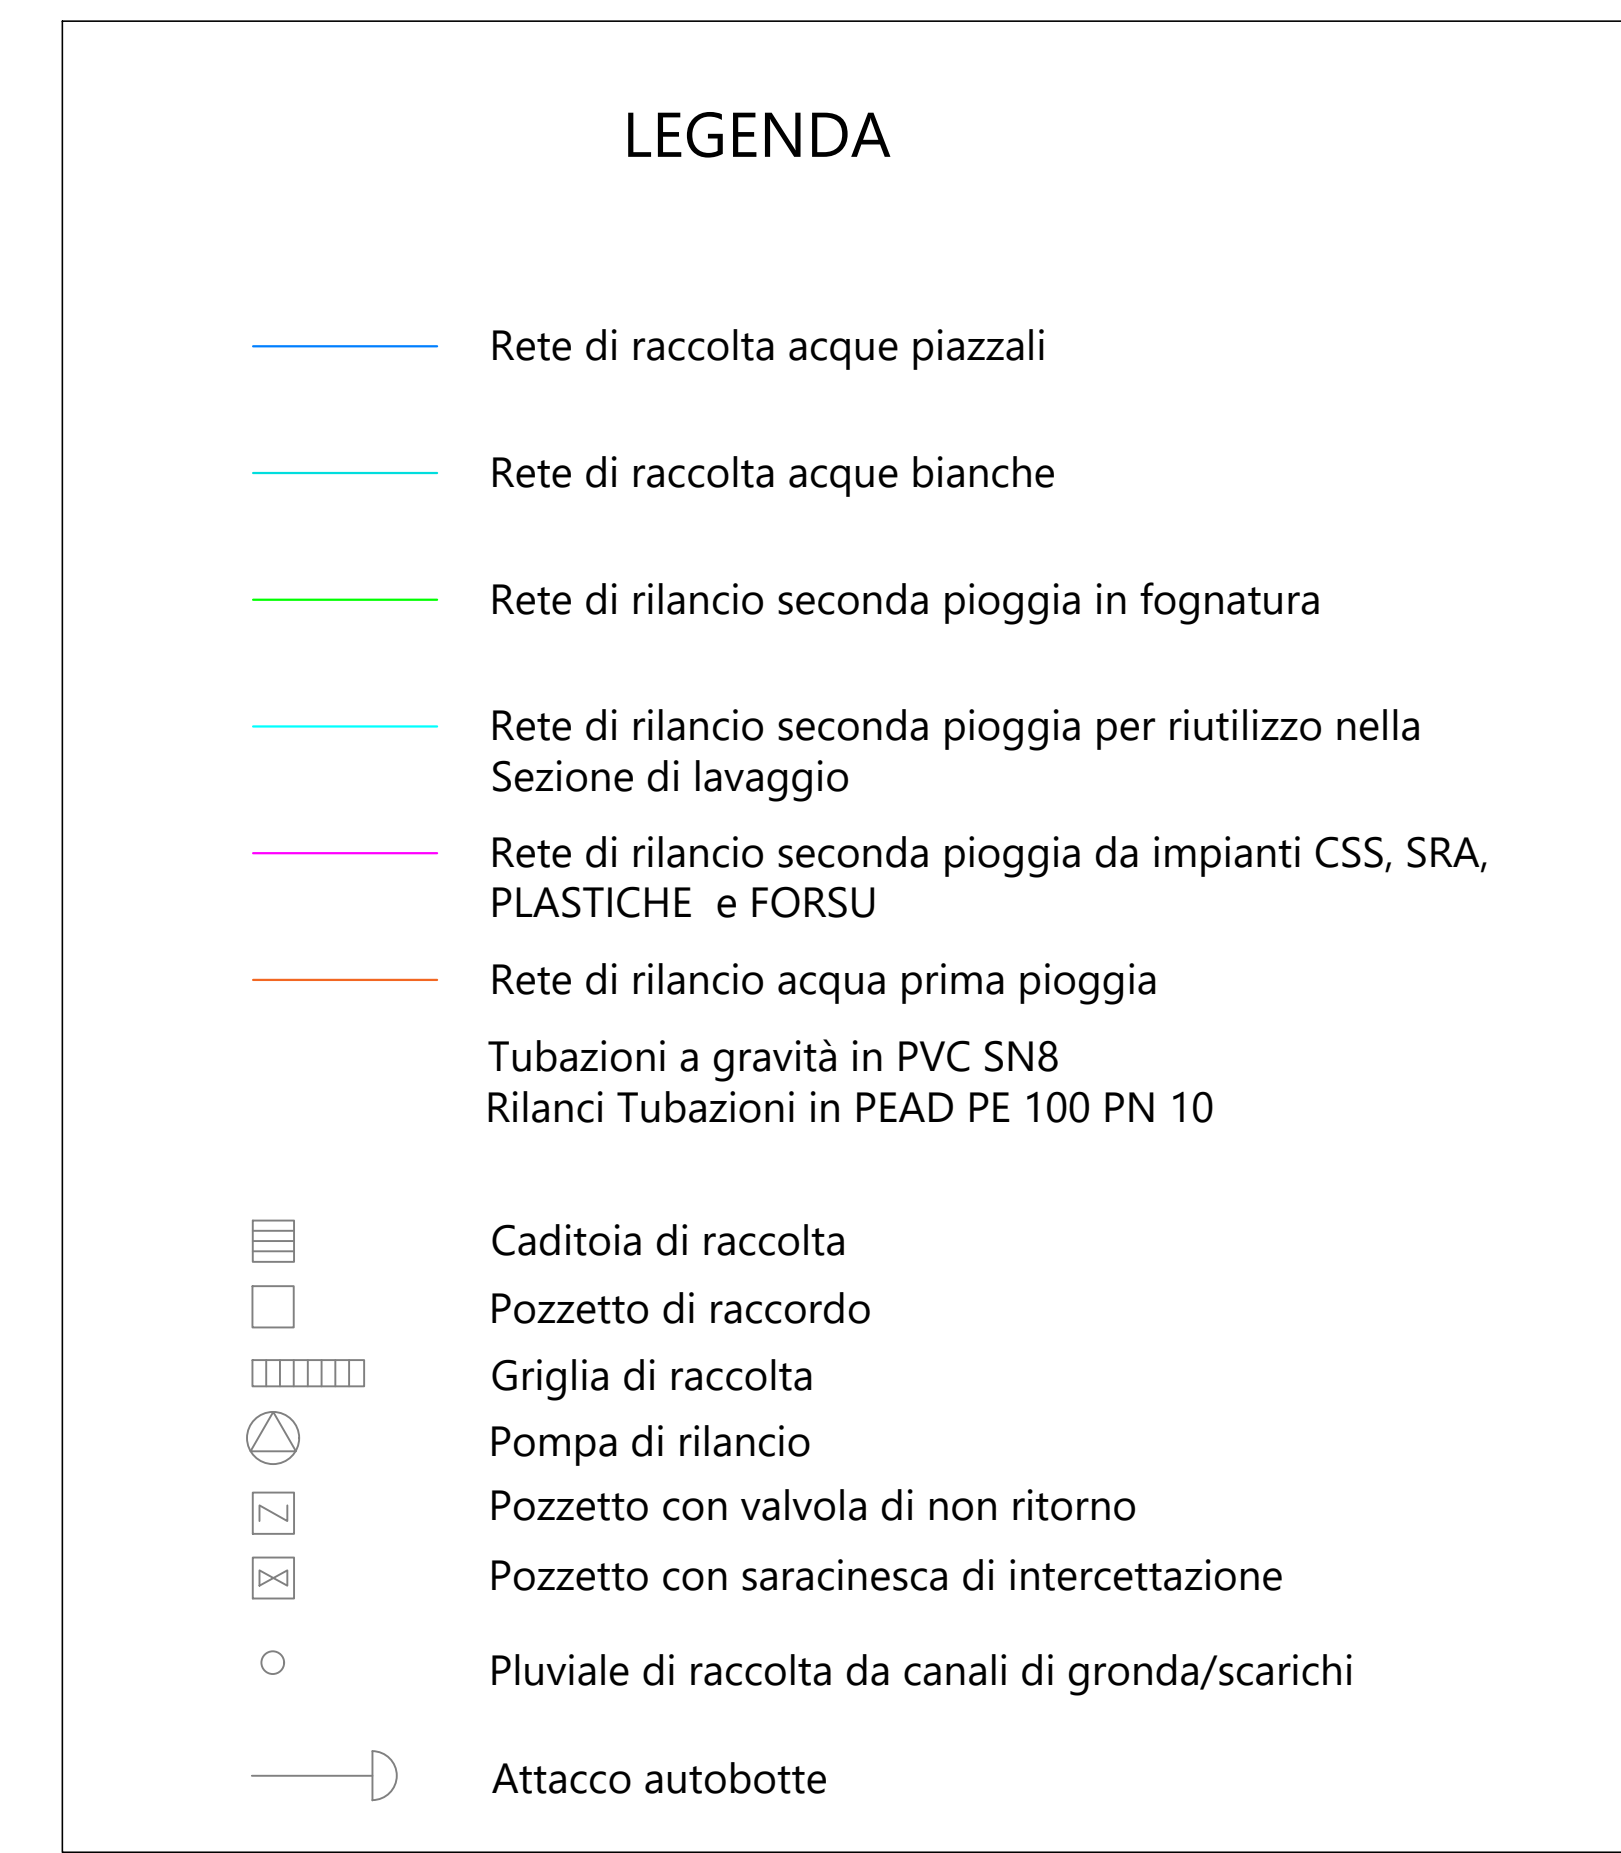 LEGENDA
Rete di raccolta acque piazzali
Rete di raccolta acque bianche
Rete di rilancio seconda pioggia in fognatura
Rete di rilancio seconda pioggia per riutilizzo nella
Sezione di lavaggio
Rete di rilancio seconda pioggia da impianti CSS, SRA,
PLASTICHE e FORSU
Rete di rilancio acqua prima pioggia
Tubazioni a gravità in PVC SN8
Rilanci Tubazioni in PEAD PE 100 PN 10
Caditoia di raccolta
Pozzetto di raccordo
Griglia di raccolta
Pompa di rilancio
Pozzetto con valvola di non ritorno
Pozzetto con saracinesca di intercettazione
Pluviale di raccolta da canali di gronda/scarichi
Attacco autobotte